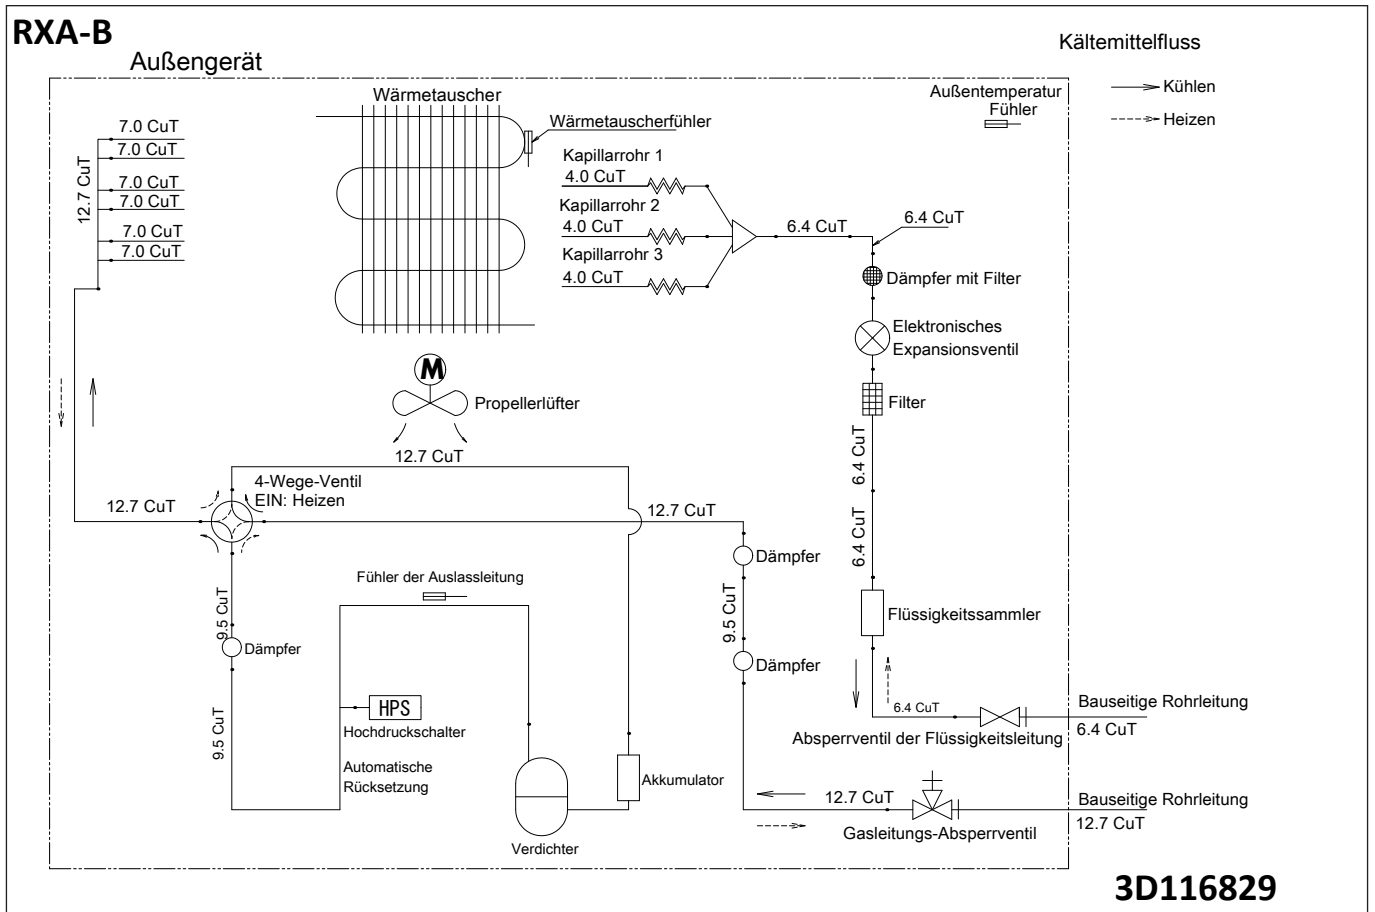 RXA-B
Außengerät
Kältemittelfluss
Kühlen
Heizen
Wärmetauscher
Außentemperatur
Fühler
Wärmetauscherfühler
7.0 CuT
7.0 CuT
7.0 CuT
7.0 CuT
7.0 CuT
7.0 CuT
12.7 CuT
Kapillarrohr 1
4.0 CuT
Kapillarrohr 2
4.0 CuT
Kapillarrohr 3
4.0 CuT
6.4 CuT
6.4 CuT
Dämpfer mit Filter
Elektronisches
Expansionsventil
M
Propellerlüfter
Filter
6.4 CuT
12.7 CuT
4-Wege-Ventil
EIN: Heizen
12.7 CuT
12.7 CuT
6.4 CuT
Dämpfer
Fühler der Auslassleitung
9.5 CuT
9.5 CuT
Flüssigkeitssammler
Dämpfer
Dämpfer
HPS
Hochdruckschalter
9.5 CuT
6.4 CuT
Bauseitige Rohrleitung
6.4 CuT
Absperrventil der Flüssigkeitsleitung
Automatische
Rücksetzung
Akkumulator
12.7 CuT
Bauseitige Rohrleitung
12.7 CuT
Gasleitungs-Absperrventil
Verdichter
3D116829